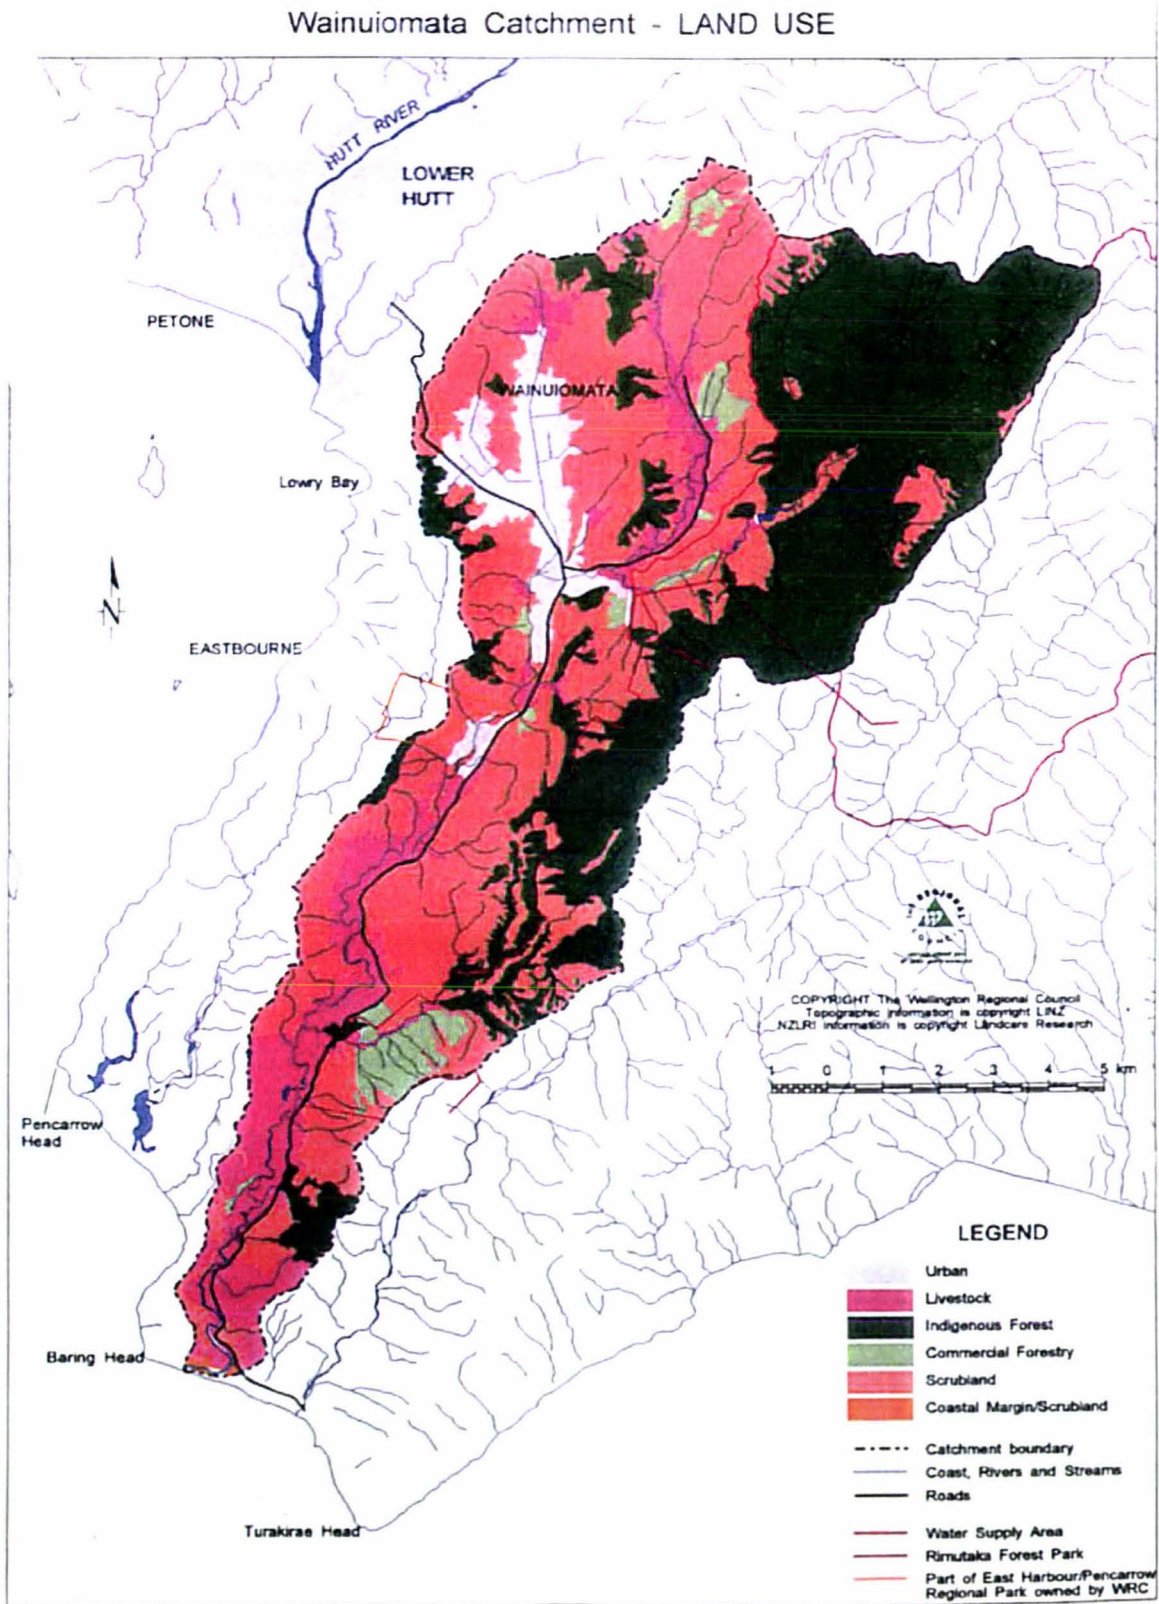 Wainuiomata Catchment - LAND USE
HUTT RIVER
LOWER
HUTT
PETONE
WAINUIOMATA
Lowry Bay
N
EASTBOURNE
REGIONAL
COPYRIGHT The Wellington Regional Council
Topographic information is copyright LINZ
NZLRI information is copyright Landcare Research
1 0 1 2 3 4 5 km
Pencarrow
Head
Baring Head
Turakirae Head
LEGEND
Urban
Livestock
Indigenous Forest
Commercial Forestry
Scrubland
Coastal Margin/Scrubland
Catchment boundary
Coast, Rivers and Streams
Roads
Water Supply Area
Rimutaka Forest Park
Part of East Harbour/Pencarrow
Regional Park owned by WRC